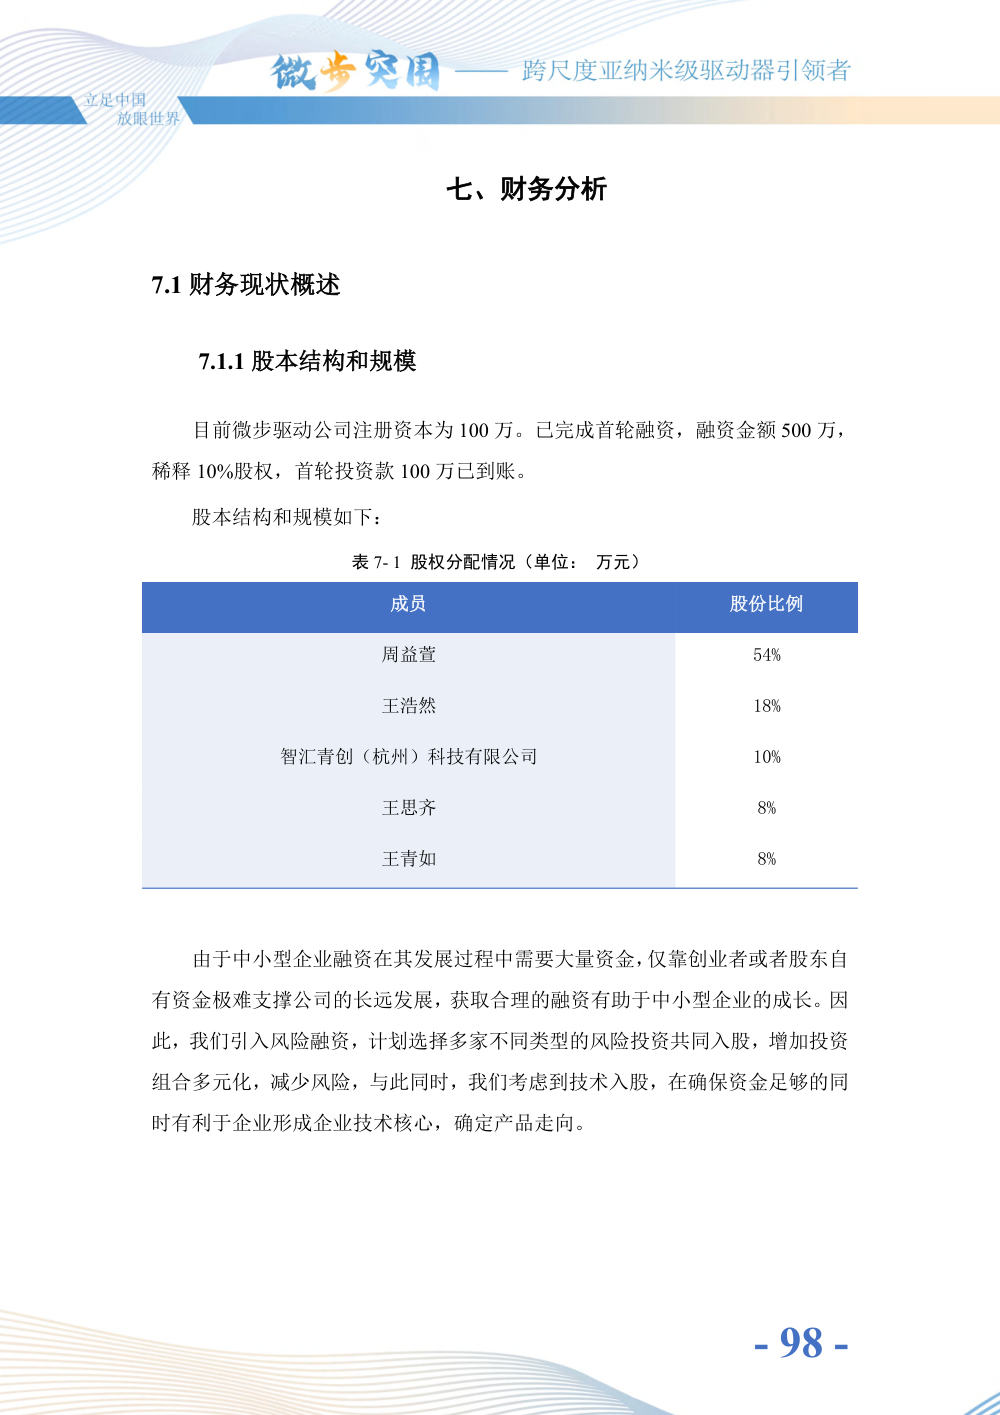 微步突围 —— 跨尺度亚纳米级驱动器引领者
立足中国
放眼世界
七、财务分析
7.1 财务现状概述
7.1.1 股本结构和规模
目前微步驱动公司注册资本为 100 万。已完成首轮融资，融资金额 500 万，
稀释 10%股权，首轮投资款 100 万已到账。
股本结构和规模如下：
表 7- 1 股权分配情况（单位： 万元）
成员 股份比例
周益萱 54%
王浩然 18%
智汇青创（杭州）科技有限公司 10%
王思齐 8%
王青如 8%
由于中小型企业融资在其发展过程中需要大量资金，仅靠创业者或者股东自
有资金极难支撑公司的长远发展，获取合理的融资有助于中小型企业的成长。因
此，我们引入风险融资，计划选择多家不同类型的风险投资共同入股，增加投资
组合多元化，减少风险，与此同时，我们考虑到技术入股，在确保资金足够的同
时有利于企业形成企业技术核心，确定产品走向。
- 98 -